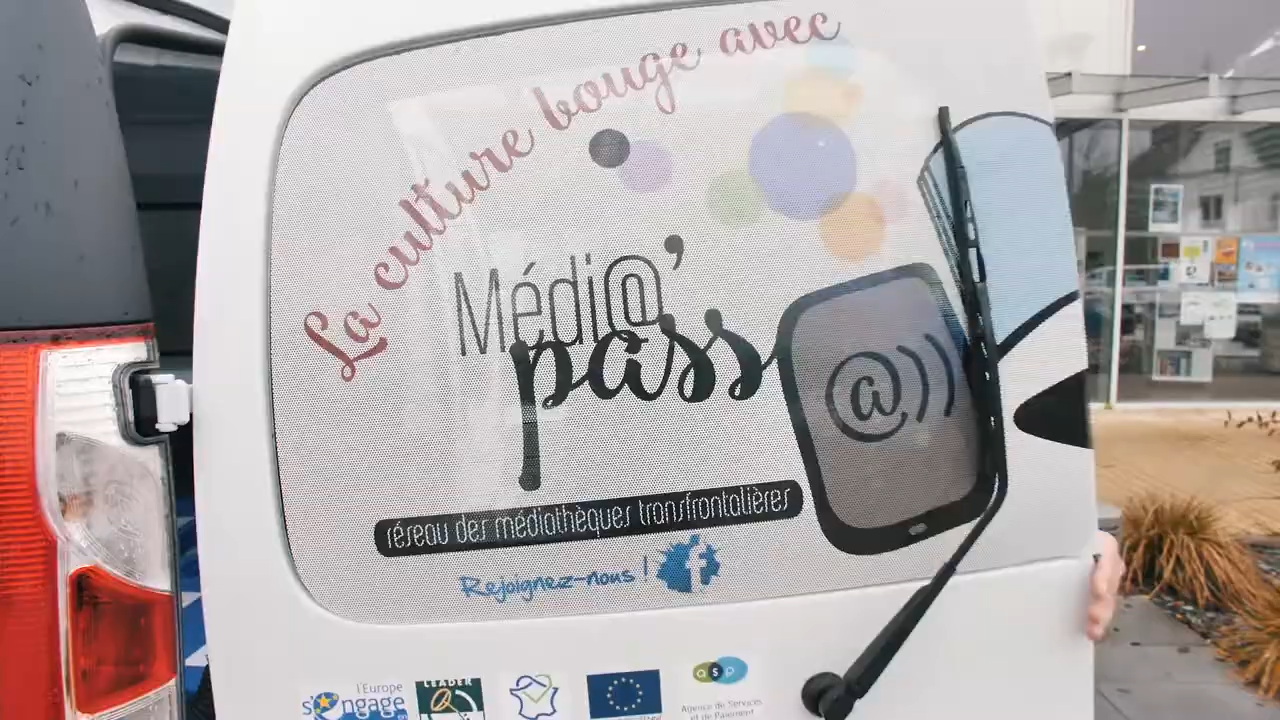 La culture bouge avec
Médi@'
pass
@
réseau des médiathèques transfrontalières
Rejoignez-nous !
f
l'Europe
s'engage
LEADER
asp
Agence de Services
et de Paiement